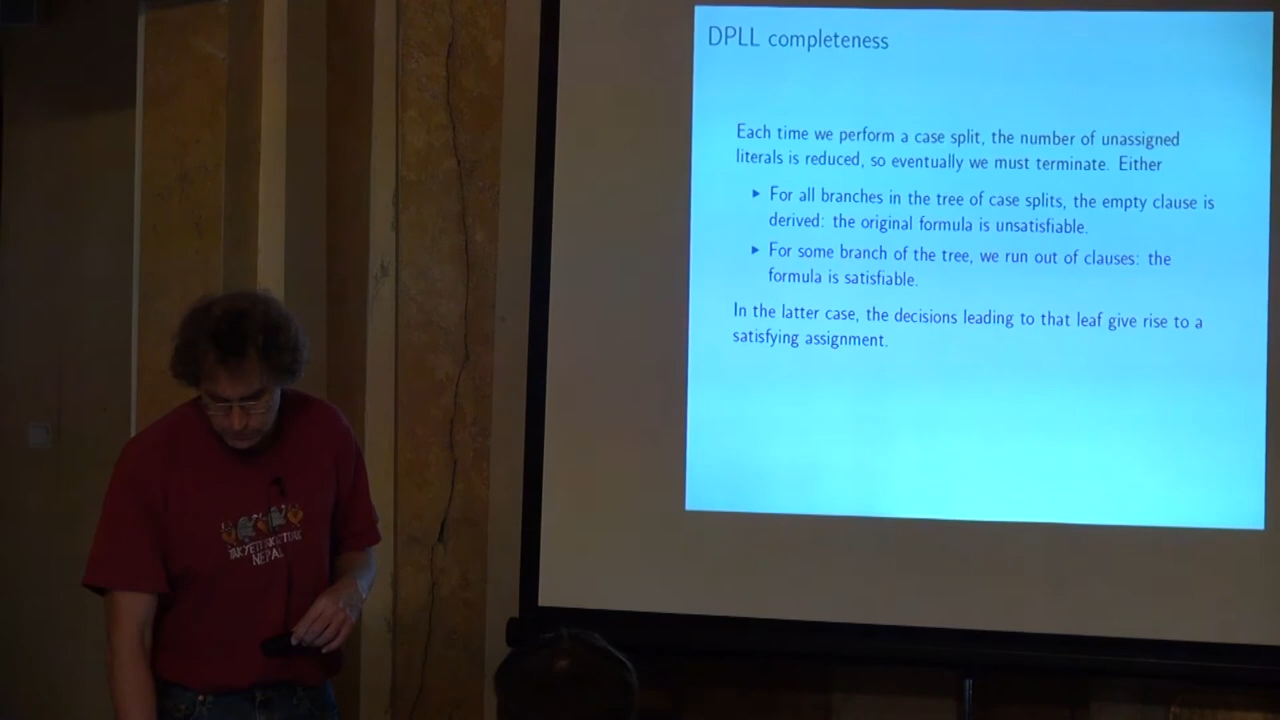 DPLL completeness
Each time we perform a case split, the number of unassigned
literals is reduced, so eventually we must terminate. Either
For all branches in the tree of case splits, the empty clause is
derived: the original formula is unsatisfiable.
For some branch of the tree, we run out of clauses: the
formula is satisfiable.
In the latter case, the decisions leading to that leaf give rise to a
satisfying assignment.
NEPAL